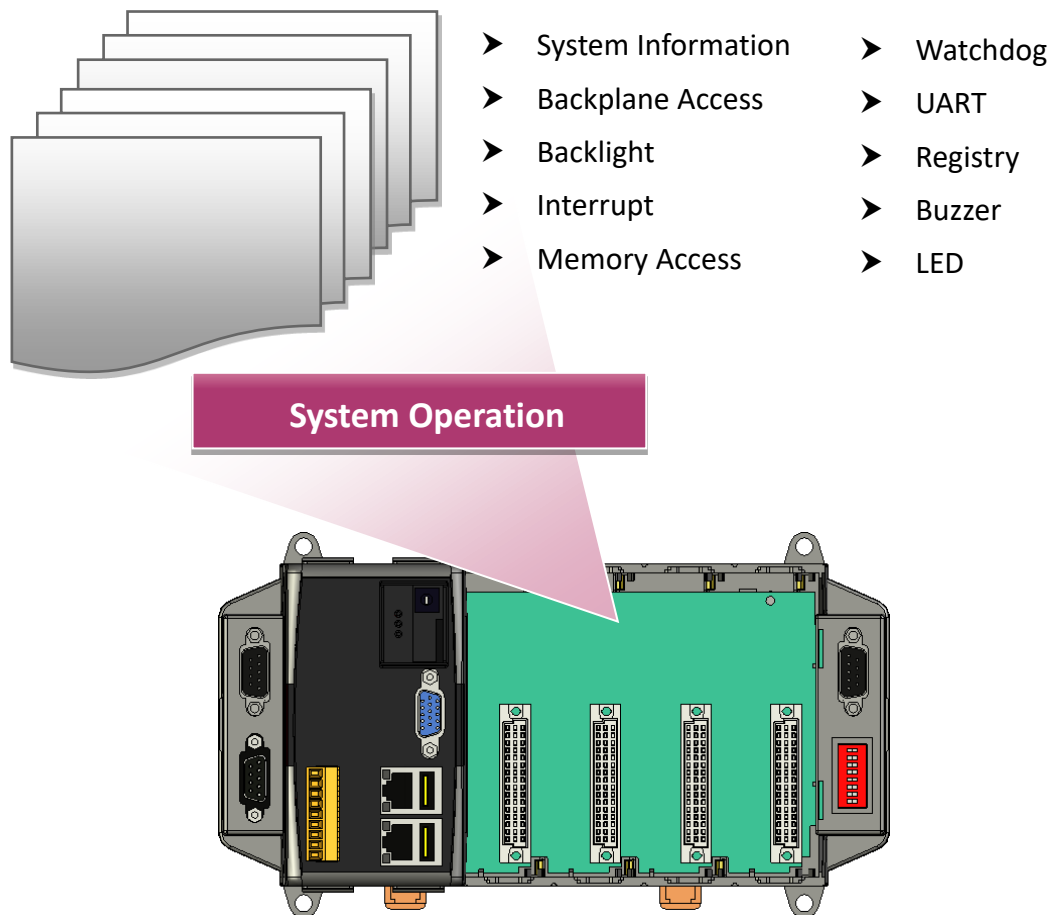 System Information
Backplane Access
Backlight
Interrupt
Memory Access
Watchdog
UART
Registry
Buzzer
LED
System Operation